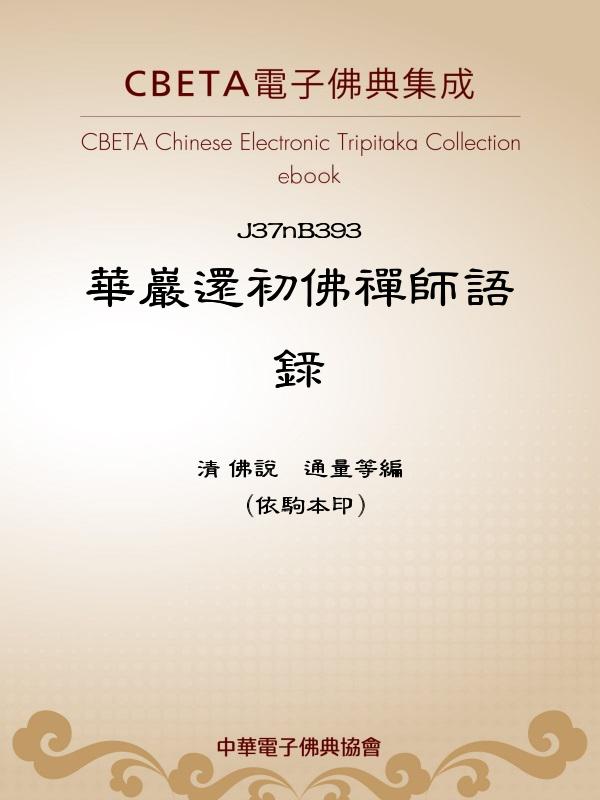 CBETA電子佛典集成
CBETA Chinese Electronic Tripitaka Collection
ebook
J37nB393
華嚴還初佛禪師語
錄
清 佛說　通量等編
（依駒本印）
中華電子佛典協會